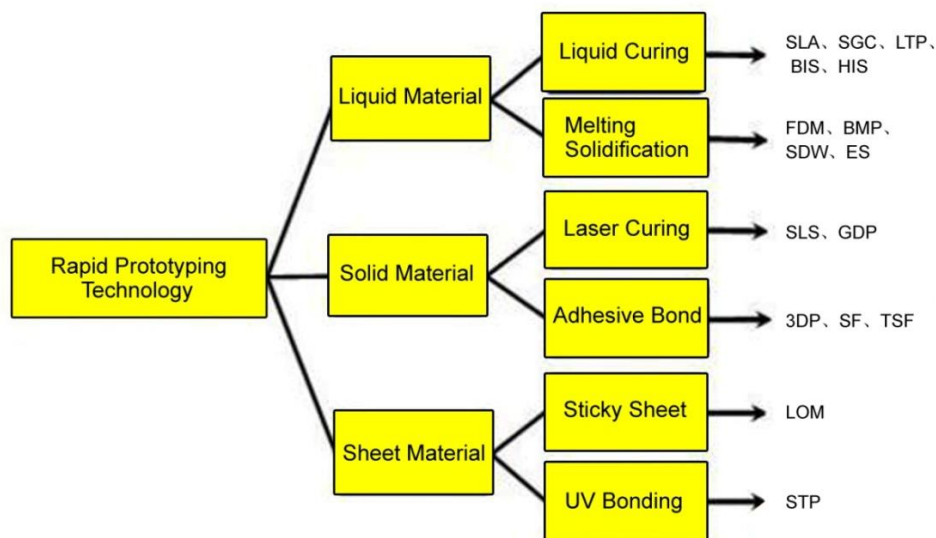 Rapid Prototyping
Technology
Liquid Material
Solid Material
Sheet Material
Liquid Curing
Melting
Solidification
Laser Curing
Adhesive Bond
Sticky Sheet
UV Bonding
SLA、SGC、LTP、
BIS、HIS
FDM、BMP、
SDW、ES
SLS、GDP
3DP、SF、TSF
LOM
STP